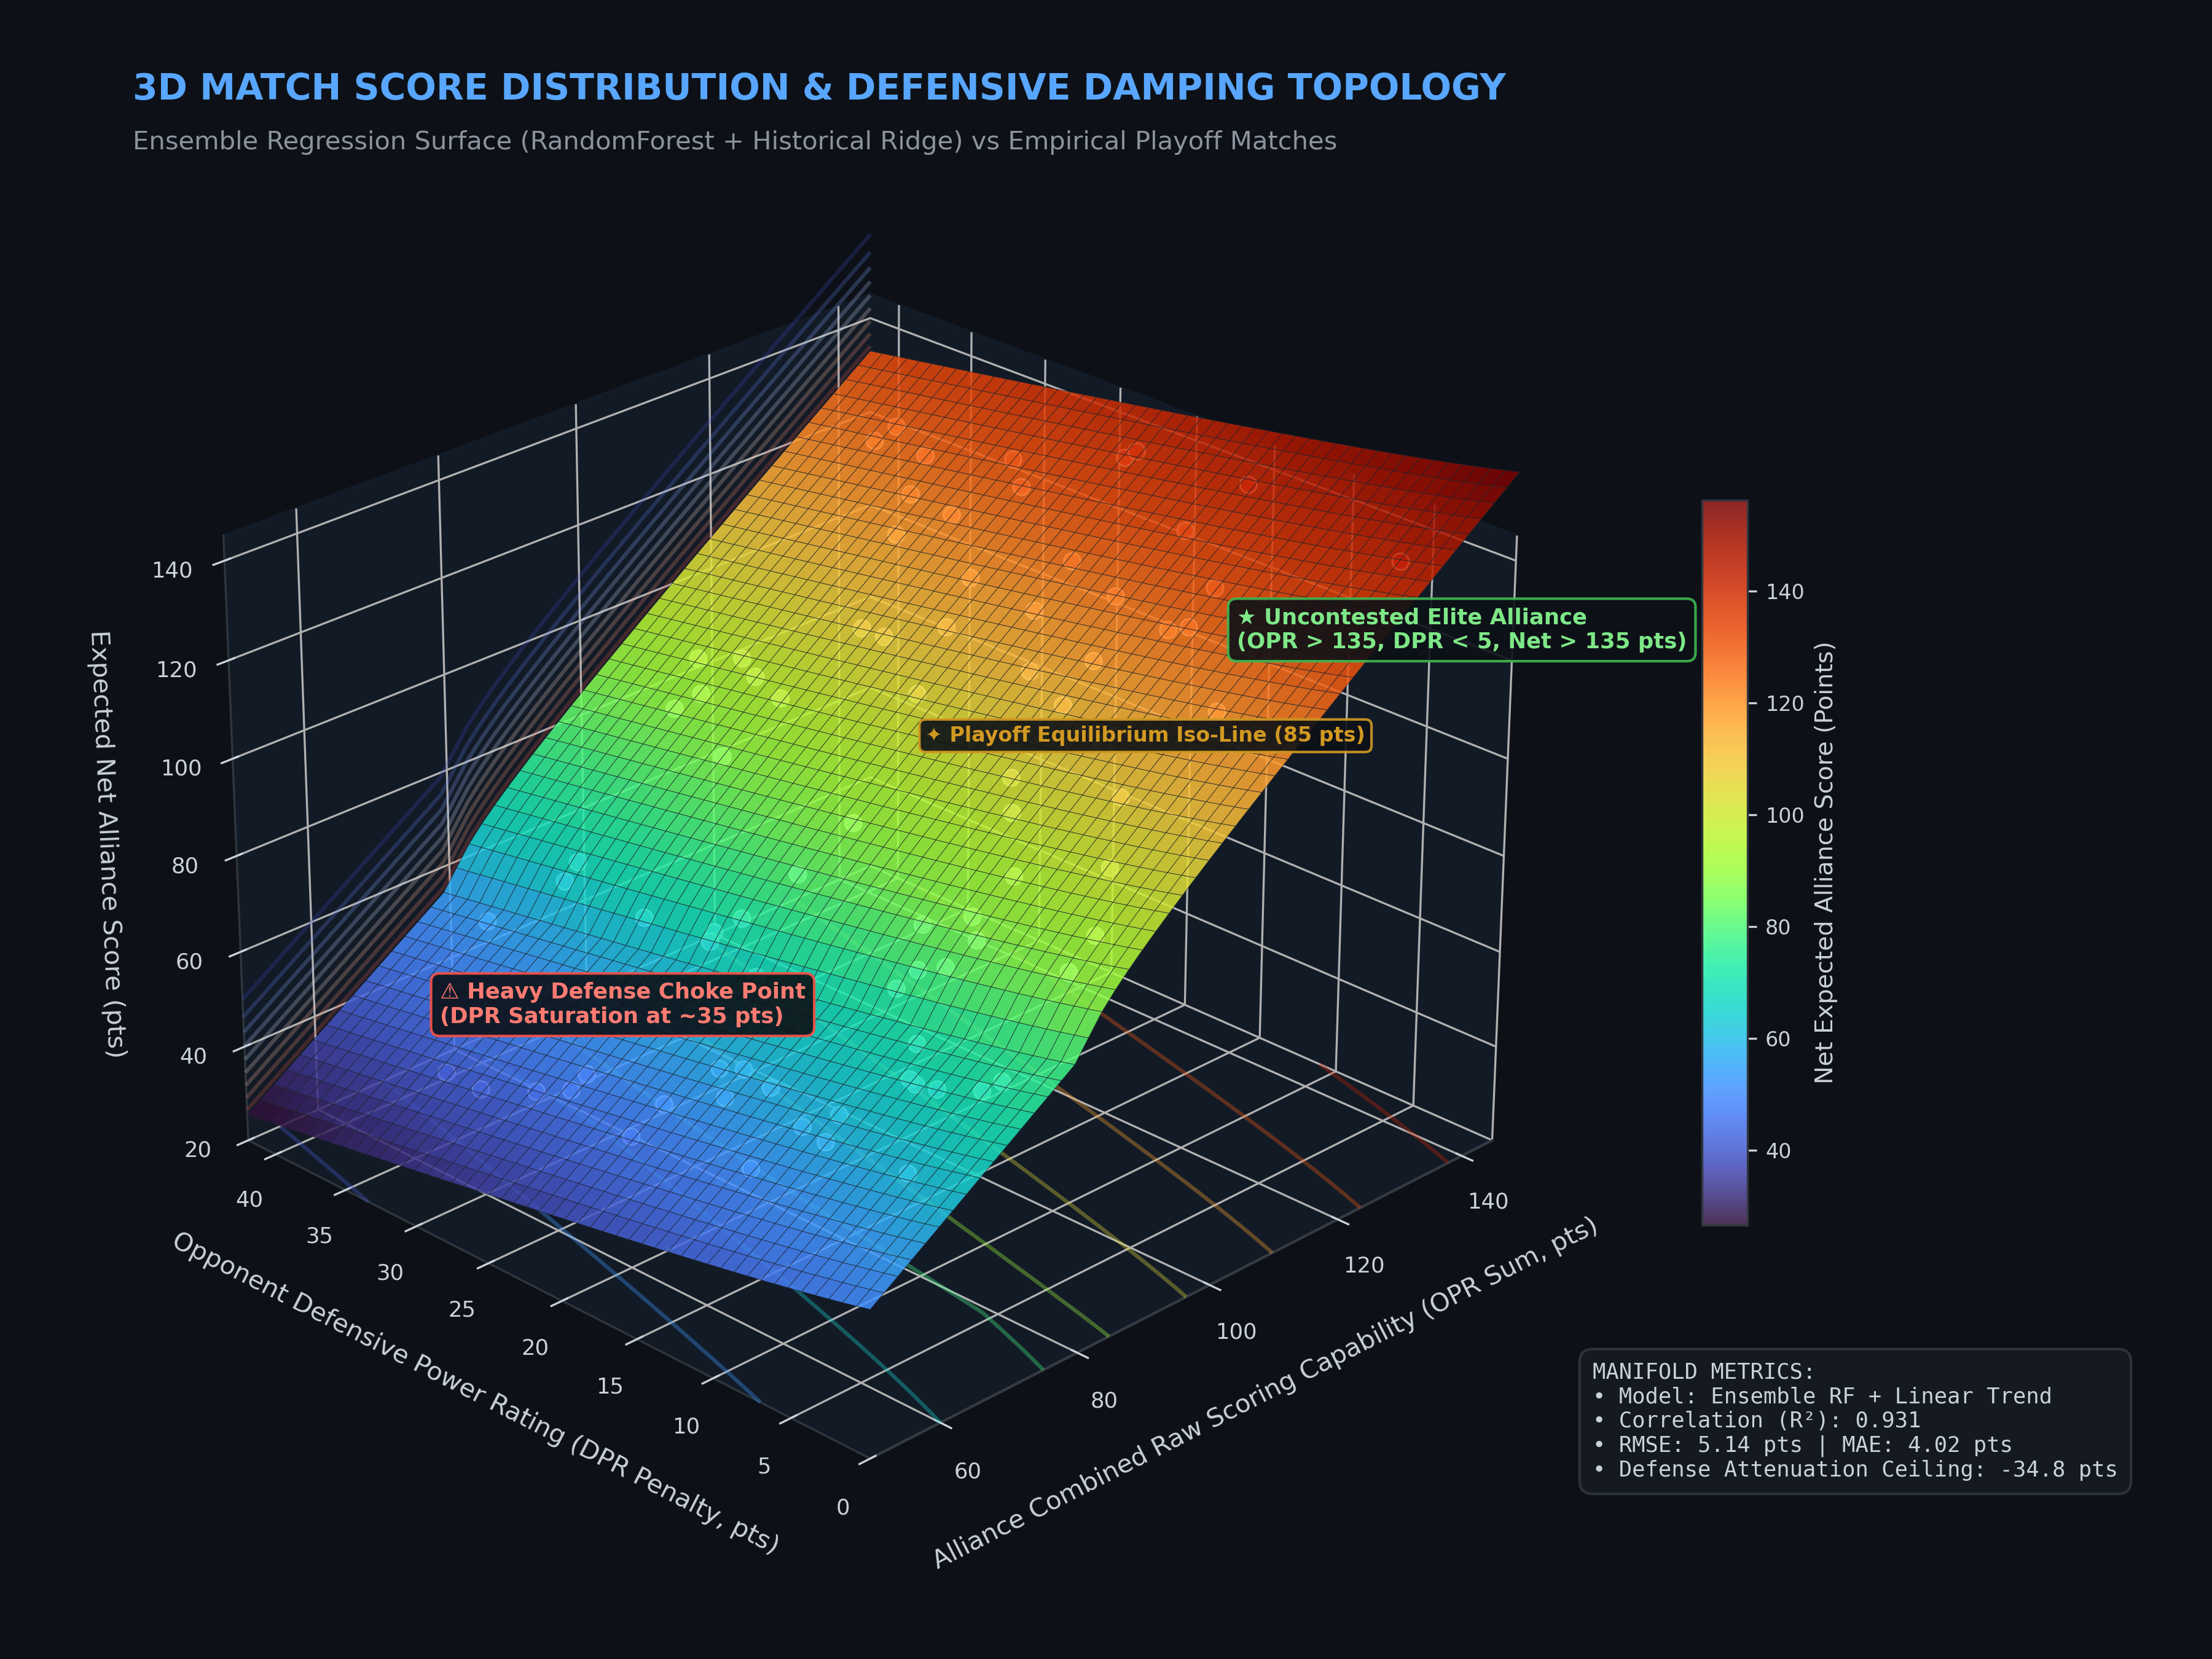 3D MATCH SCORE DISTRIBUTION & DEFENSIVE DAMPING TOPOLOGY
Ensemble Regression Surface (RandomForest + Historical Ridge) vs Empirical Playoff Matches
Expected Net Alliance Score (pts)
140
120
100
80
60
40
20
★ Uncontested Elite Alliance
(OPR > 135, DPR < 5, Net > 135 pts)
✦ Playoff Equilibrium Iso-Line (85 pts)
⚠ Heavy Defense Choke Point
(DPR Saturation at ~35 pts)
40
35
30
25
20
15
10
5
0
Opponent Defensive Power Rating (DPR Penalty, pts)
60
80
100
120
140
Alliance Combined Raw Scoring Capability (OPR Sum, pts)
140
120
100
80
60
40
Net Expected Alliance Score (Points)
MANIFOLD METRICS:
• Model: Ensemble RF + Linear Trend
• Correlation (R²): 0.931
• RMSE: 5.14 pts | MAE: 4.02 pts
• Defense Attenuation Ceiling: -34.8 pts